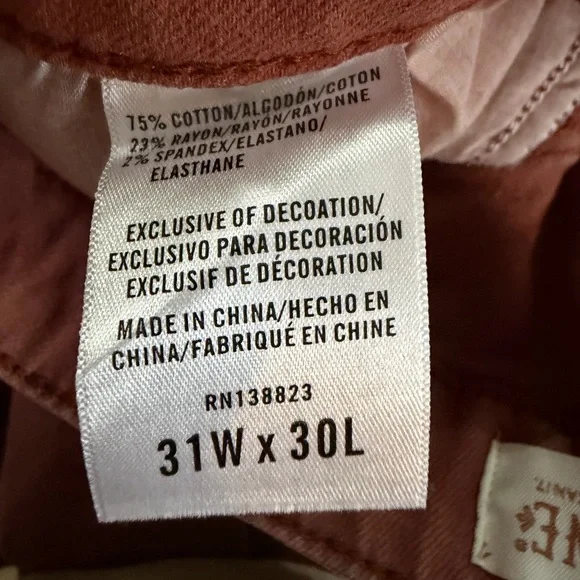 75% COTTON/ALGODÓN/COTON
23% RAYON/RAYÓN/RAYONNE
2% SPANDEX/ELASTANO/
ELASTHANE
EXCLUSIVE OF DECOATION/
EXCLUSIVO PARA DECORACIÓN
EXCLUSIF DE DÉCORATION
MADE IN CHINA/HECHO EN
CHINA/FABRIQUÉ EN CHINE
RN138823
31W x 30L